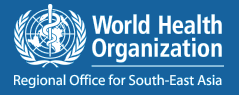 World Health
Organization
Regional Office for South-East Asia